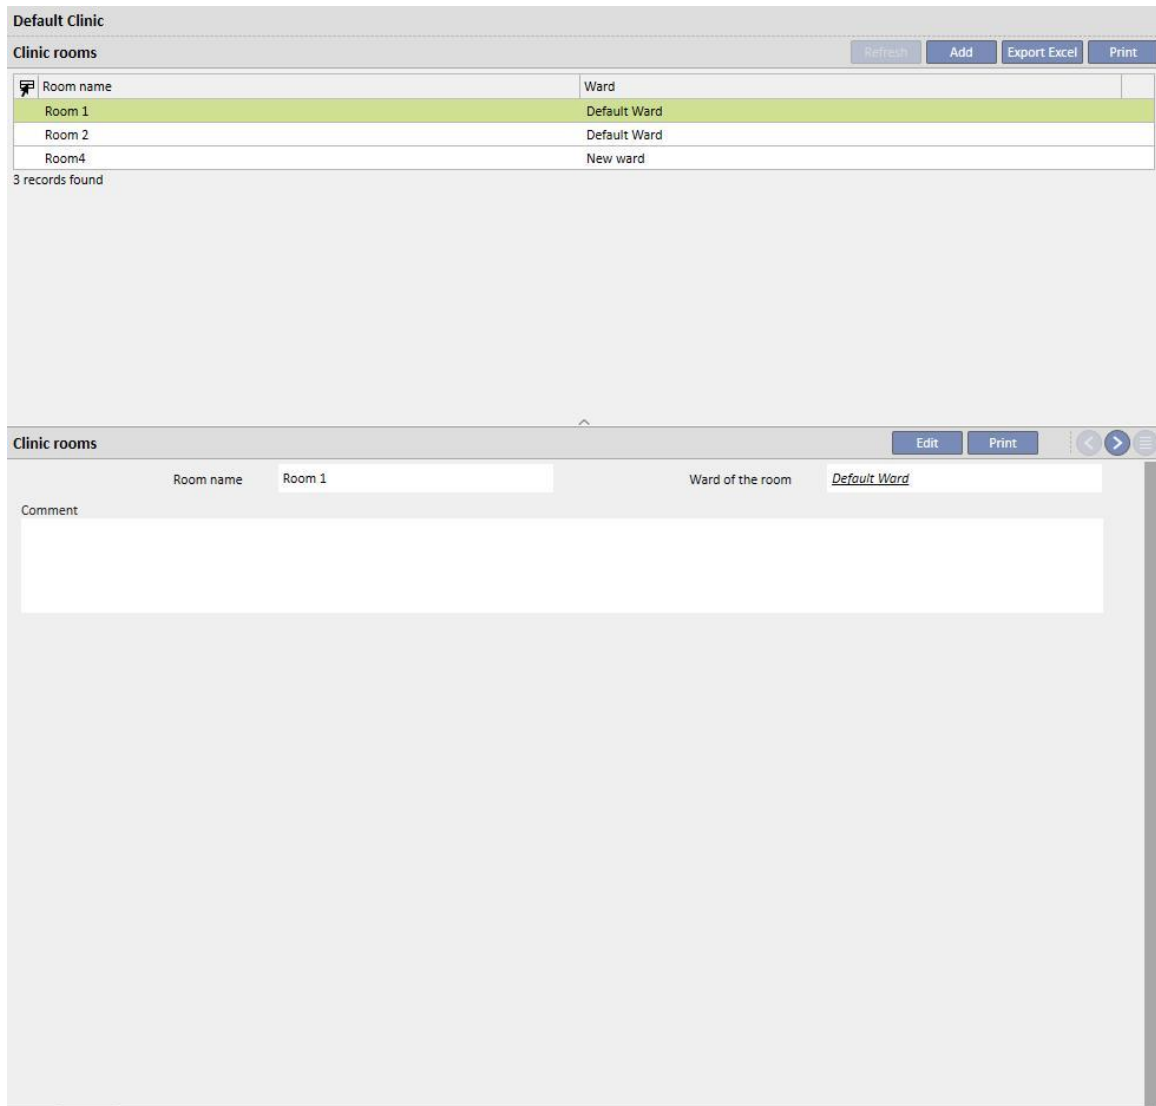 Default Clinic
Clinic rooms Refresh Add Export Excel Print
Room name Ward
Room 1 Default Ward
Room 2 Default Ward
Room4 New ward
3 records found
Clinic rooms Edit Print
Room name Room 1 Ward of the room Default Ward
Comment